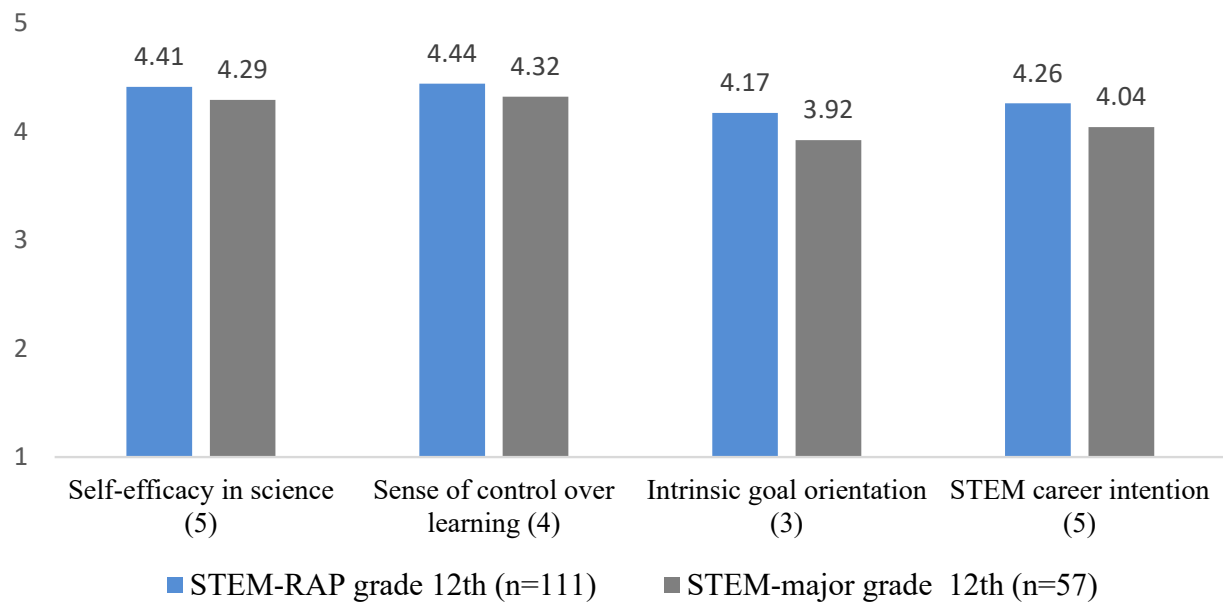 5
4.41
4.29
4.44
4.32
4.17
3.92
4.26
4.04
4
3
2
1
Self-efficacy in science
(5)
Sense of control over
learning (4)
Intrinsic goal orientation
(3)
STEM career intention
(5)
STEM-RAP grade 12th (n=111)
STEM-major grade 12th (n=57)